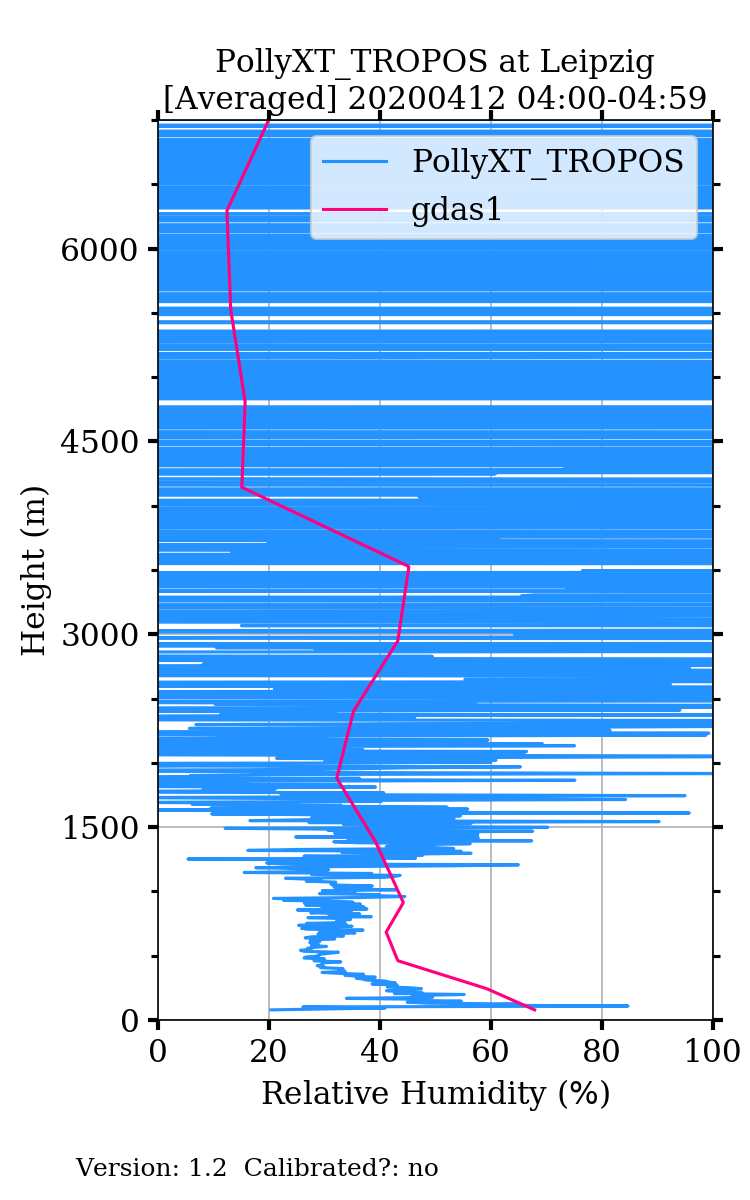 PollyXT_TROPOS at Leipzig
[Averaged] 20200412 04:00-04:59
PollyXT_TROPOS
gdas1
6000
4500
3000
1500
0
Height (m)
0 20 40 60 80 100
Relative Humidity (%)
Version: 1.2 Calibrated?: no